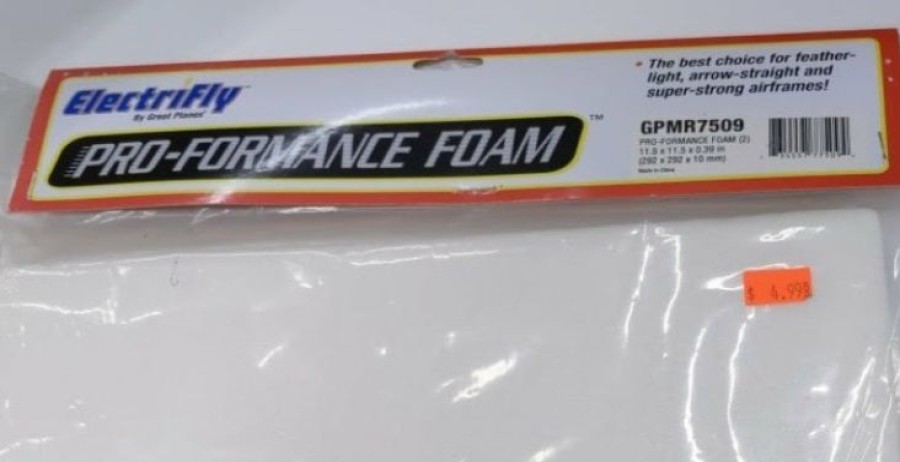 ElectriFly
By Great Planes®
PRO-FORMANCE FOAM™
• The best choice for feather-
light, arrow-straight and
super-strong airframes!
GPMR7509
PRO-FORMANCE FOAM (2)
11.5 x 11.5 x 0.39 in
(292 x 292 x 10 mm)
Made in China
$ 4.99